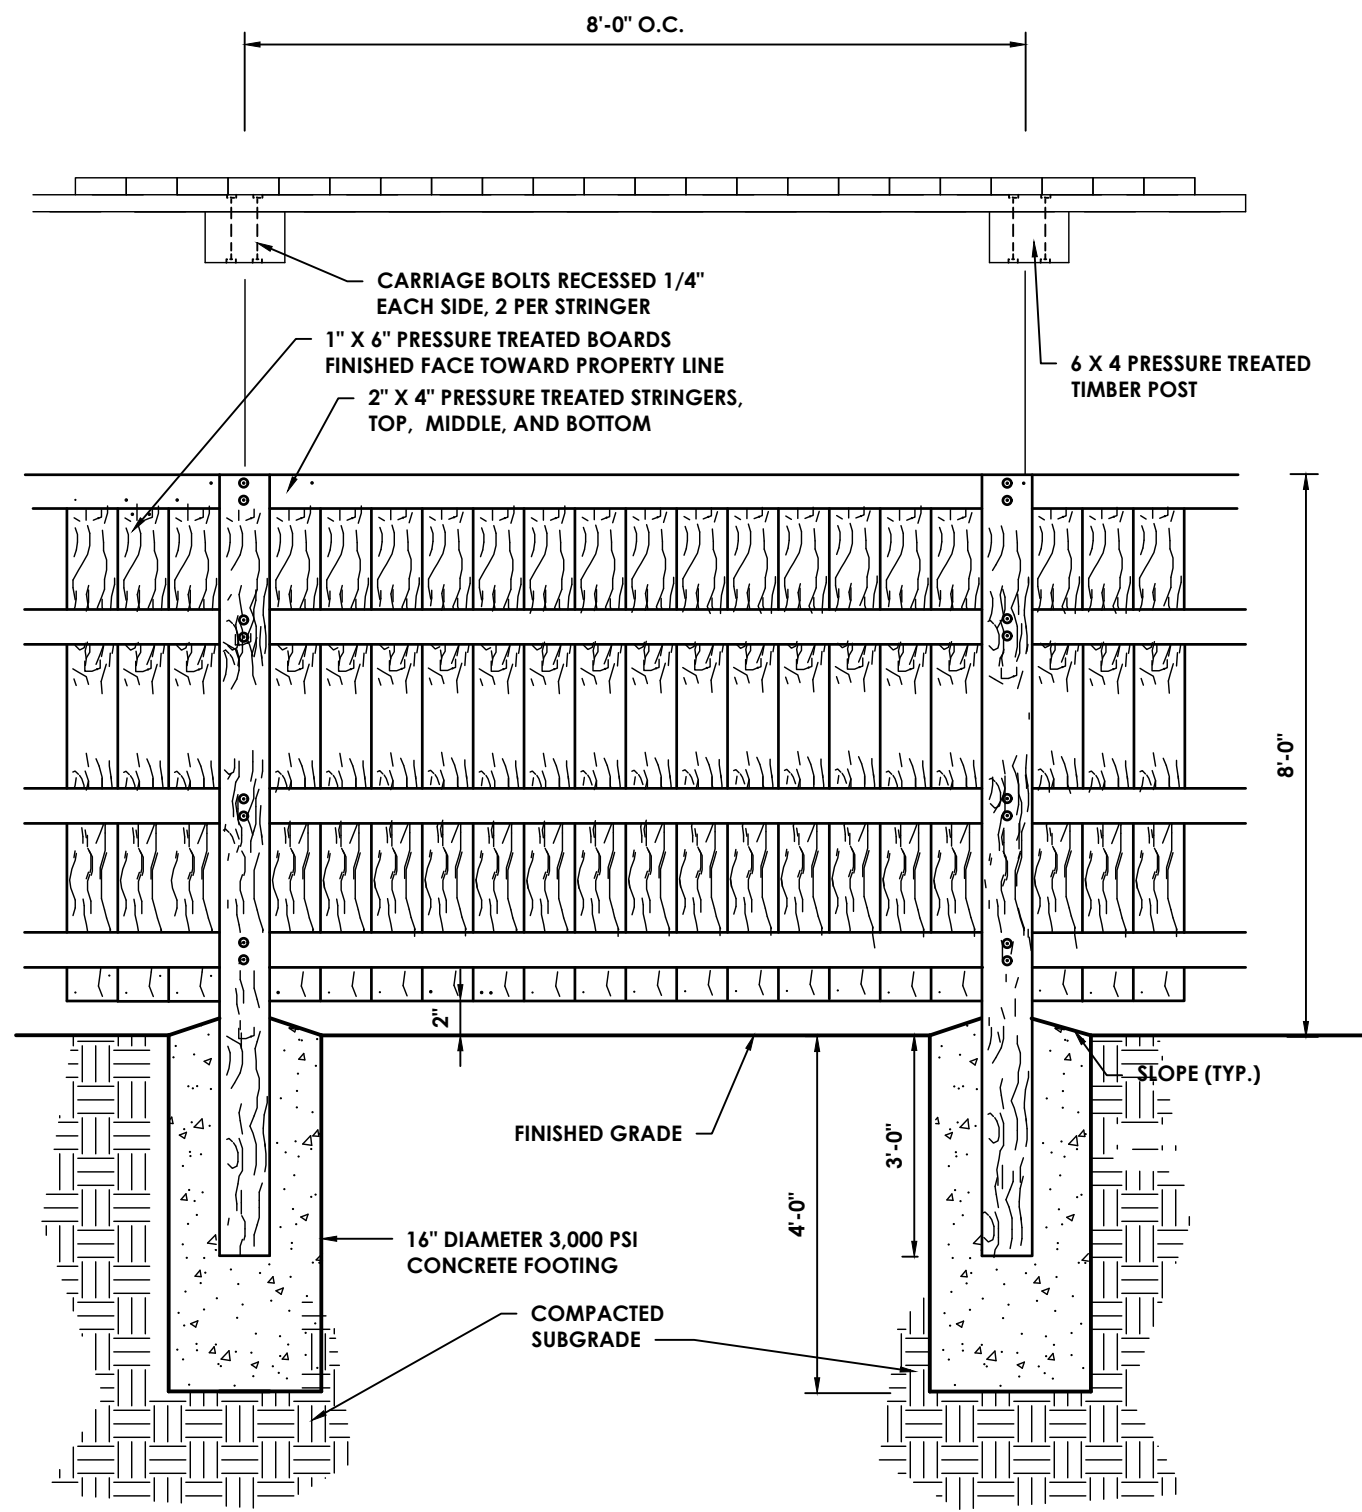 8'-0" O.C.
CARRIAGE BOLTS RECESSED 1/4"
EACH SIDE, 2 PER STRINGER
1" X 6" PRESSURE TREATED BOARDS
FINISHED FACE TOWARD PROPERTY LINE
2" X 4" PRESSURE TREATED STRINGERS,
TOP, MIDDLE, AND BOTTOM
6 X 4 PRESSURE TREATED
TIMBER POST
8'-0"
2"
SLOPE (TYP.)
FINISHED GRADE
3'-0"
4'-0"
16" DIAMETER 3,000 PSI
CONCRETE FOOTING
COMPACTED
SUBGRADE